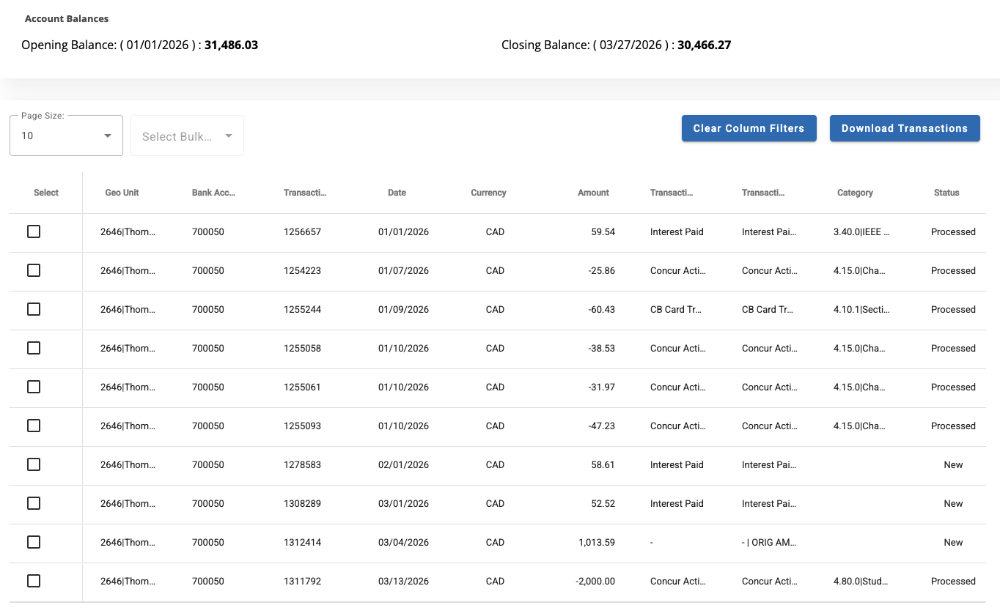 Account Balances
Opening Balance: ( 01/01/2026 ) : 31,486.03 Closing Balance: ( 03/27/2026 ) : 30,466.27
Page Size:
10 Select Bulk... Clear Column Filters Download Transactions
Select Geo Unit Bank Acc... Transacti... Date Currency Amount Transacti... Transacti... Category Status
2646|Thom... 700050 1256657 01/01/2026 CAD 59.54 Interest Paid Interest Pai... 3.40.0|IEEE ... Processed
2646|Thom... 700050 1254223 01/07/2026 CAD -25.86 Concur Acti... Concur Acti... 4.15.0|Cha... Processed
2646|Thom... 700050 1255244 01/09/2026 CAD -60.43 CB Card Tr... CB Card Tr... 4.10.1|Secti... Processed
2646|Thom... 700050 1255058 01/10/2026 CAD -38.53 Concur Acti... Concur Acti... 4.15.0|Cha... Processed
2646|Thom... 700050 1255061 01/10/2026 CAD -31.97 Concur Acti... Concur Acti... 4.15.0|Cha... Processed
2646|Thom... 700050 1255093 01/10/2026 CAD -47.23 Concur Acti... Concur Acti... 4.15.0|Cha... Processed
2646|Thom... 700050 1278583 02/01/2026 CAD 58.61 Interest Paid Interest Pai... New
2646|Thom... 700050 1308289 03/01/2026 CAD 52.52 Interest Paid Interest Pai... New
2646|Thom... 700050 1312414 03/04/2026 CAD 1,013.59 - - | ORIG AM... New
2646|Thom... 700050 1311792 03/13/2026 CAD -2,000.00 Concur Acti... Concur Acti... 4.80.0|Stud... Processed